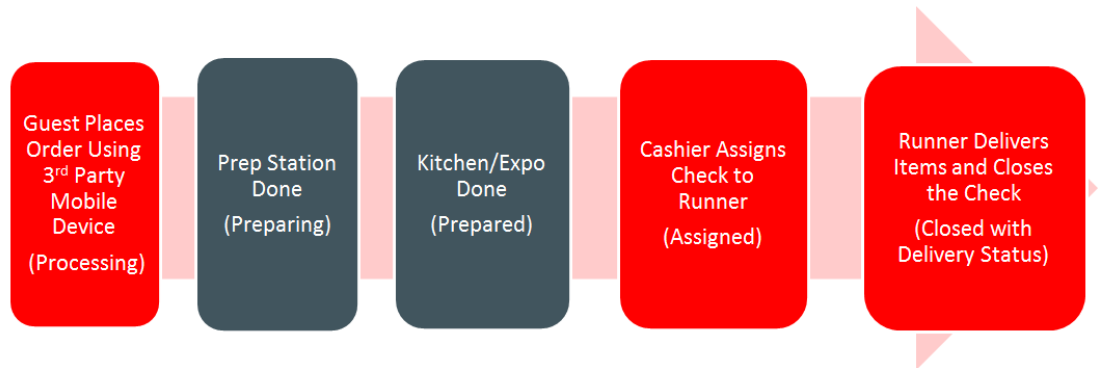 Guest Places
Order Using
3rd Party
Mobile
Device
(Processing)
Prep Station
Done
(Preparing)
Kitchen/Expo
Done
(Prepared)
Cashier Assigns
Check to
Runner
(Assigned)
Runner Delivers
Items and Closes
the Check
(Closed with
Delivery Status)